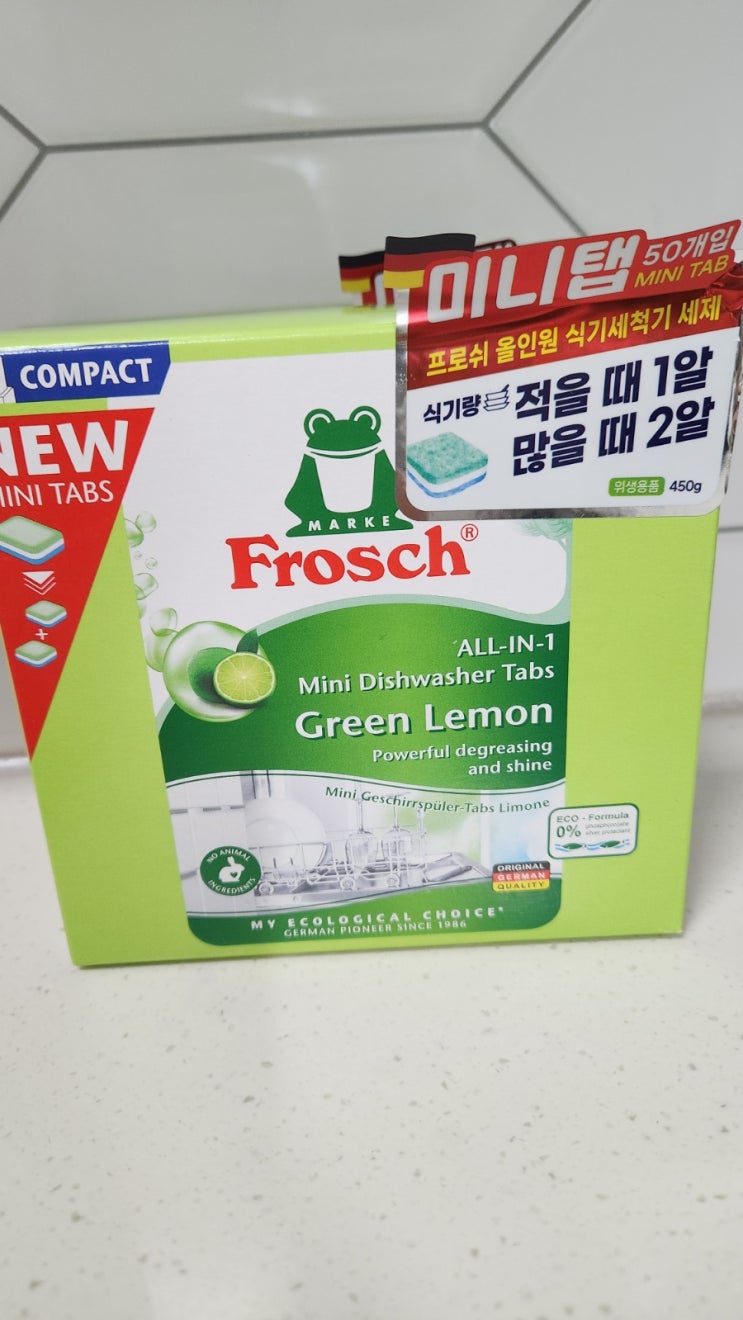 미니탭 50개입
MINI TAB
프로쉬 올인원 식기세척기 세제
식기량 적을 때 1알
많을 때 2알
위생용품 450g
COMPACT
NEW
MINI TABS
MARKE
Frosch®
ALL-IN-1
Mini Dishwasher Tabs
Green Lemon
Powerful degreasing
and shine
Mini Geschirrspüler-Tabs Limone
ECO - Formula
0%
NO ANIMAL
INGREDIENTS
ORIGINAL
GERMAN
QUALITY
MY ECOLOGICAL CHOICE*
GERMAN PIONEER SINCE 1986